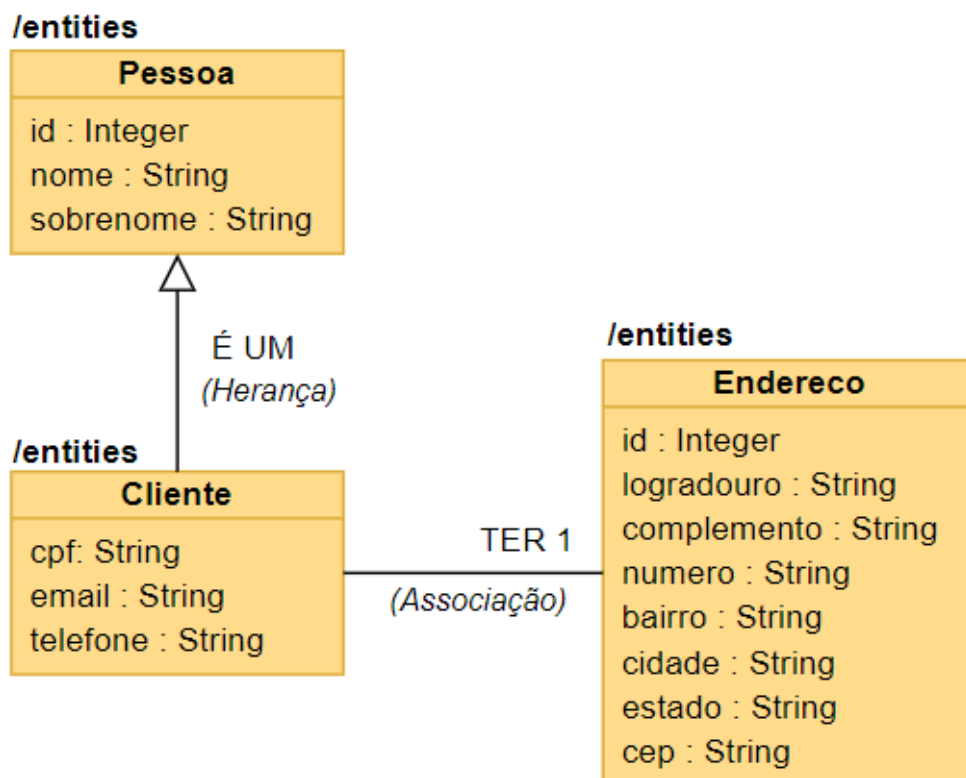 /entities
Pessoa
id : Integer
nome : String
sobrenome : String
É UM
(Herança)
/entities
Cliente
cpf: String
email : String
telefone : String
TER 1
(Associação)
/entities
Endereco
id : Integer
logradouro : String
complemento : String
numero : String
bairro : String
cidade : String
estado : String
cep : String